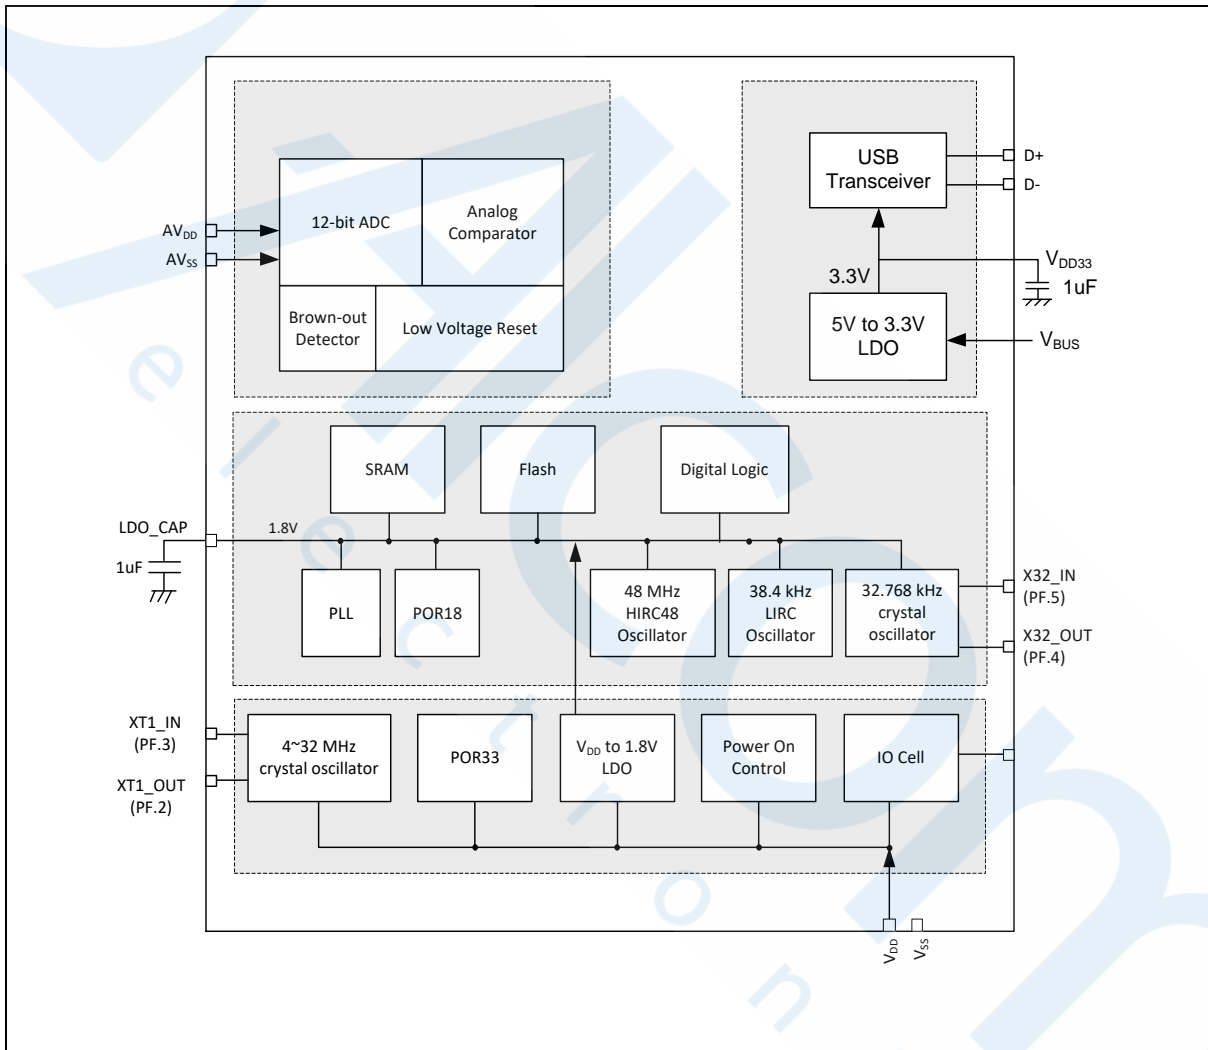 USB
Transceiver
D+
D-
12-bit ADC
Analog
Comparator
AVDD
AVSS
VDD33
3.3V
1uF
Brown-out
Detector
Low Voltage Reset
5V to 3.3V
LDO
VBUS
SRAM
Flash
Digital Logic
LDO_CAP
1.8V
1uF
PLL
POR18
48 MHz
HIRC48
Oscillator
38.4 kHz
LIRC
Oscillator
32.768 kHz
crystal
oscillator
X32_IN
(PF.5)
X32_OUT
(PF.4)
XT1_IN
(PF.3)
XT1_OUT
(PF.2)
4~32 MHz
crystal oscillator
POR33
VDD to 1.8V
LDO
Power On
Control
IO Cell
VDD
VSS
electron